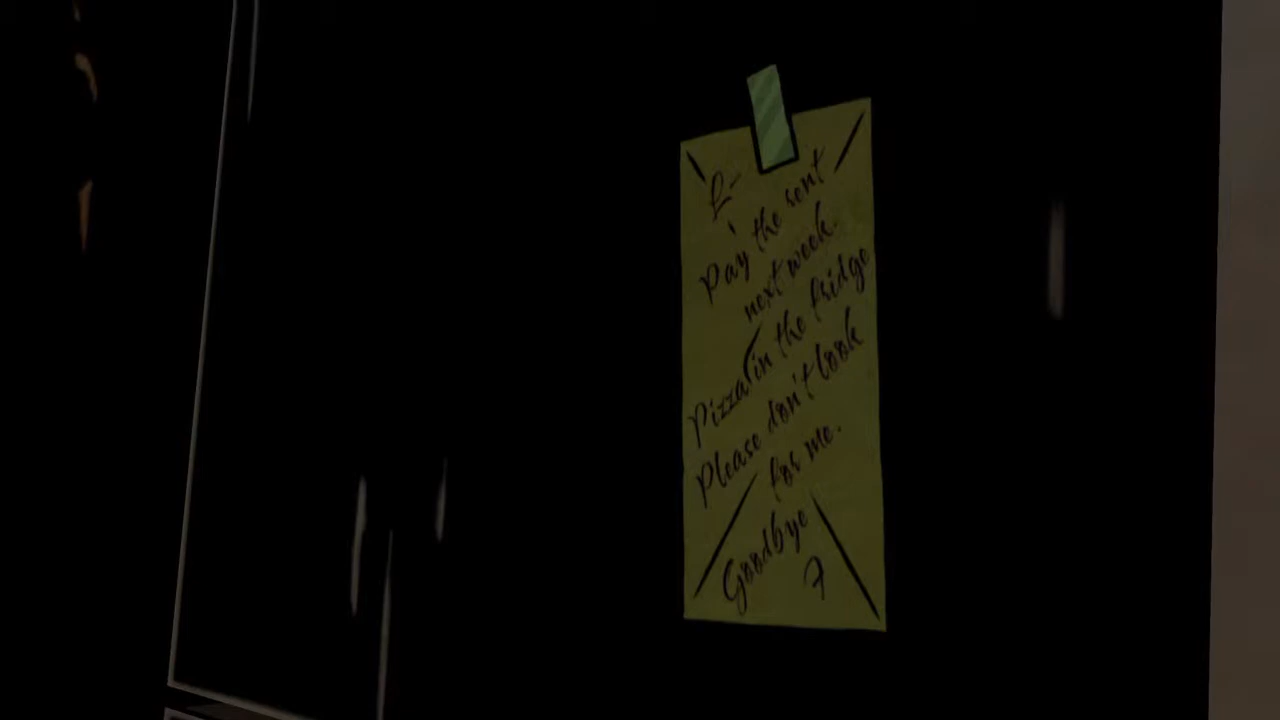 E-
Pay the rent
next week.
Pizza in the fridge
Please don't look
for me.
Goodbye